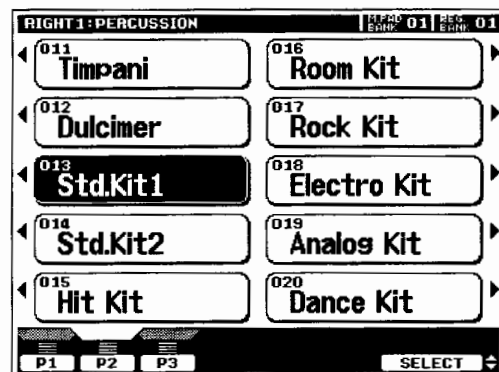 RIGHT1:PERCUSSION M.PAD BANK 01 REG. BANK 01
011 Timpani
012 Dulcimer
013 Std.Kit1
014 Std.Kit2
015 Hit Kit
016 Room Kit
017 Rock Kit
018 Electro Kit
019 Analog Kit
020 Dance Kit
P1 P2 P3 SELECT